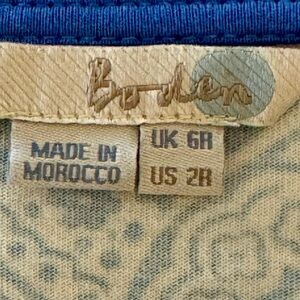 Boden
MADE IN
MOROCCO
UK 6R
US 2R